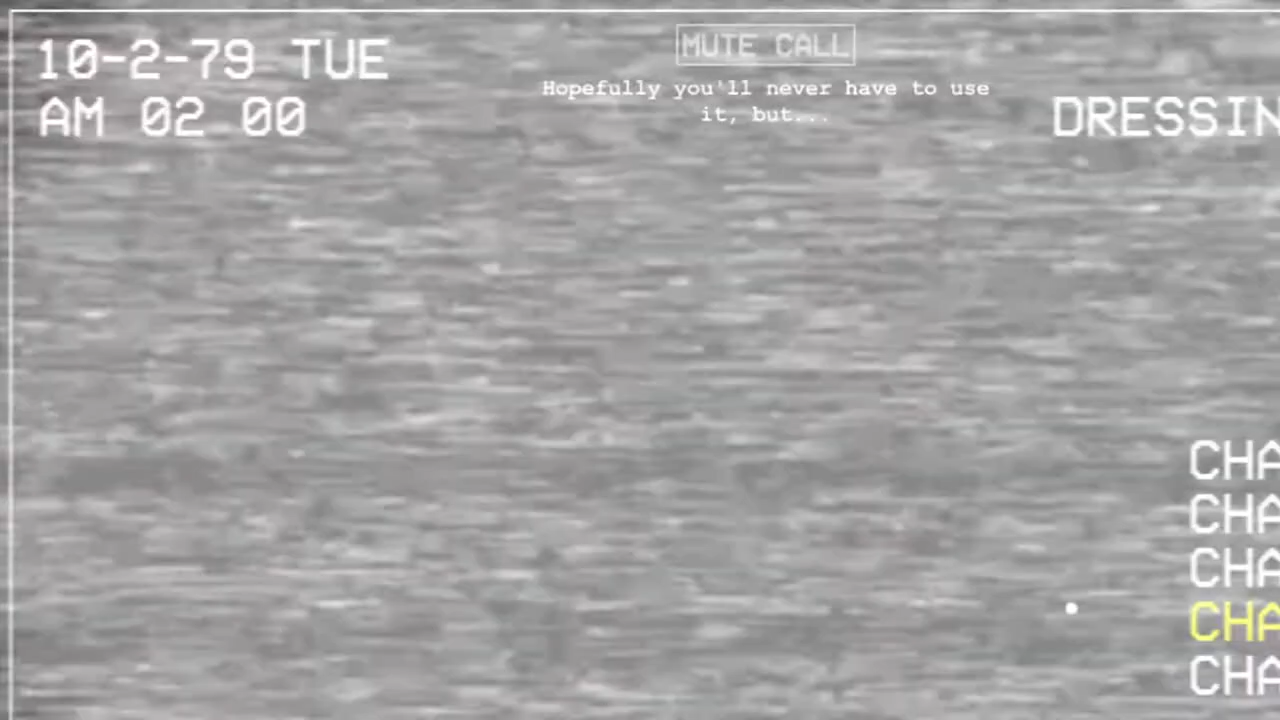 10-2-79 TUE
AM 02 00
MUTE CALL
Hopefully you'll never have to use
it, but...
DRESSIN
CHA
CHA
CHA
CHA
CHA